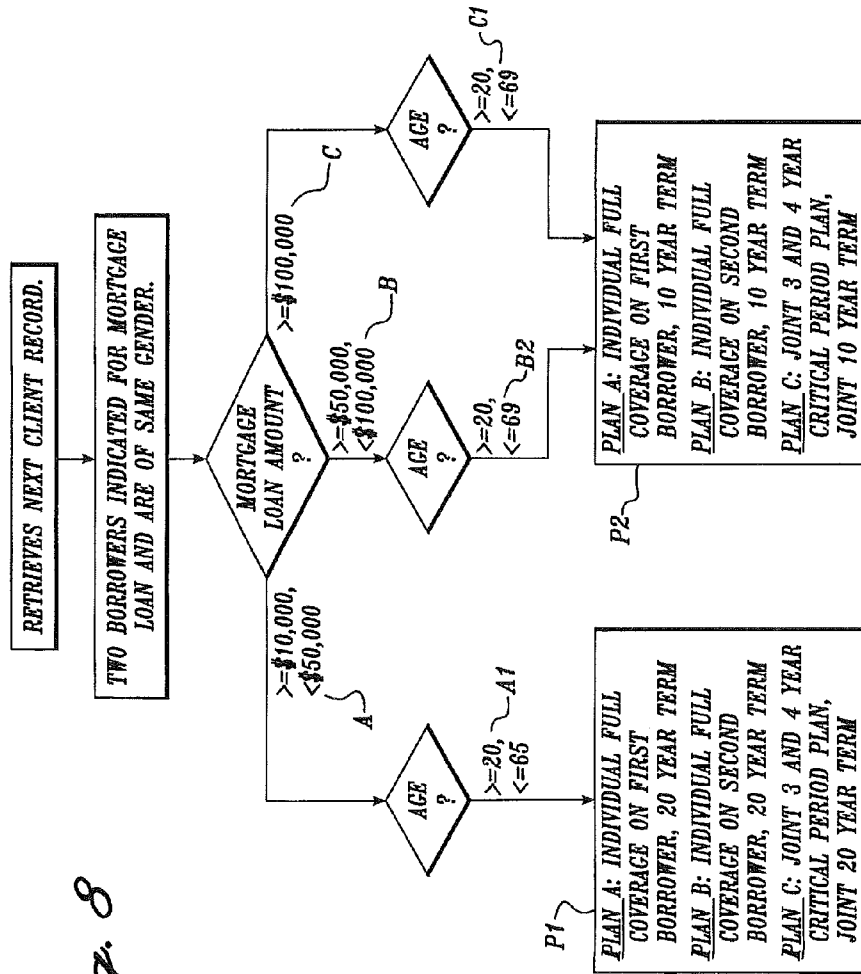 RETRIEVES NEXT CLIENT RECORD.
TWO BORROWERS INDICATED FOR MORTGAGE
LOAN AND ARE OF SAME GENDER.
MORTGAGE
LOAN AMOUNT
?
>=$10,000,
<$50,000
A
>=$50,000,
<$100,000
B
>=$100,000
C
AGE
?
>=20,
<=65
A1
AGE
?
>=20,
<=69
B2
AGE
?
>=20,
<=69
C1
P1
PLAN A: INDIVIDUAL FULL
COVERAGE ON FIRST
BORROWER, 20 YEAR TERM
PLAN B: INDIVIDUAL FULL
COVERAGE ON SECOND
BORROWER, 20 YEAR TERM
PLAN C: JOINT 3 AND 4 YEAR
CRITICAL PERIOD PLAN,
JOINT 20 YEAR TERM
P2
PLAN A: INDIVIDUAL FULL
COVERAGE ON FIRST
BORROWER, 10 YEAR TERM
PLAN B: INDIVIDUAL FULL
COVERAGE ON SECOND
BORROWER, 10 YEAR TERM
PLAN C: JOINT 3 AND 4 YEAR
CRITICAL PERIOD PLAN,
JOINT 10 YEAR TERM
8